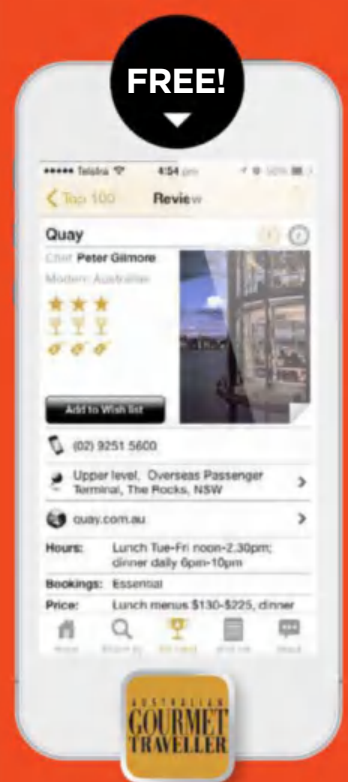 FREE!
Telstra 4:54 pm
Top 100 Review
Quay
Chef Peter Gilmore
Modern Australian
Add to Wish list
(02) 9251 5600
Upper level, Overseas Passenger
Terminal, The Rocks, NSW
quay.com.au
Hours: Lunch Tue-Fri noon-2.30pm;
dinner daily 6pm-10pm
Bookings: Essential
Price: Lunch menus $130-$225, dinner
AUSTRALIAN
GOURMET
TRAVELLER